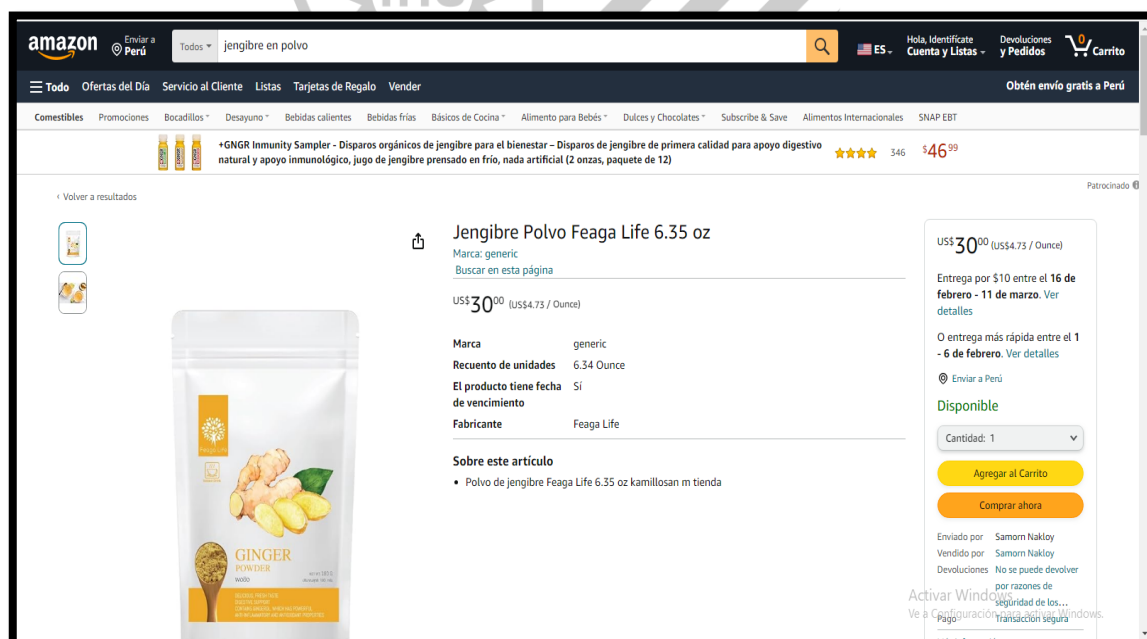 amazon
Enviar a
Perú
Todos
jengibre en polvo
ES
Hola, Identifícate
Cuenta y Listas
Devoluciones
y Pedidos
0
Carrito
Todo
Ofertas del Día
Servicio al Cliente
Listas
Tarjetas de Regalo
Vender
Obtén envío gratis a Perú
Comestibles
Promociones
Bocadillos
Desayuno
Bebidas calientes
Bebidas frías
Básicos de Cocina
Alimento para Bebés
Dulces y Chocolates
Subscribe & Save
Alimentos Internacionales
SNAP EBT
+GNGR Inmunity Sampler - Disparos orgánicos de jengibre para el bienestar – Disparos de jengibre de primera calidad para apoyo digestivo
natural y apoyo inmunológico, jugo de jengibre prensado en frío, nada artificial (2 onzas, paquete de 12)
346
$46⁹⁹
Patrocinado
‹ Volver a resultados
Jengibre Polvo Feaga Life 6.35 oz
Marca: generic
Buscar en esta página
US$30⁰⁰ (US$4.73 / Ounce)
Marca generic
Recuento de unidades 6.34 Ounce
El producto tiene fecha Sí
de vencimiento
Fabricante Feaga Life
Sobre este artículo
• Polvo de jengibre Feaga Life 6.35 oz kamillosan m tienda
Feaga Life
GINGER
POWDER
US$30⁰⁰ (US$4.73 / Ounce)
Entrega por $10 entre el 16 de
febrero - 11 de marzo. Ver
detalles
O entrega más rápida entre el 1
- 6 de febrero. Ver detalles
Enviar a Perú
Disponible
Cantidad: 1
Agregar al Carrito
Comprar ahora
Enviado por Samorn Nakloy
Vendido por Samorn Nakloy
Devoluciones No se puede devolver
por razones de
seguridad de los…
Pago Transacción segura
Activar Windows
Ve a Configuración para activar Windows.